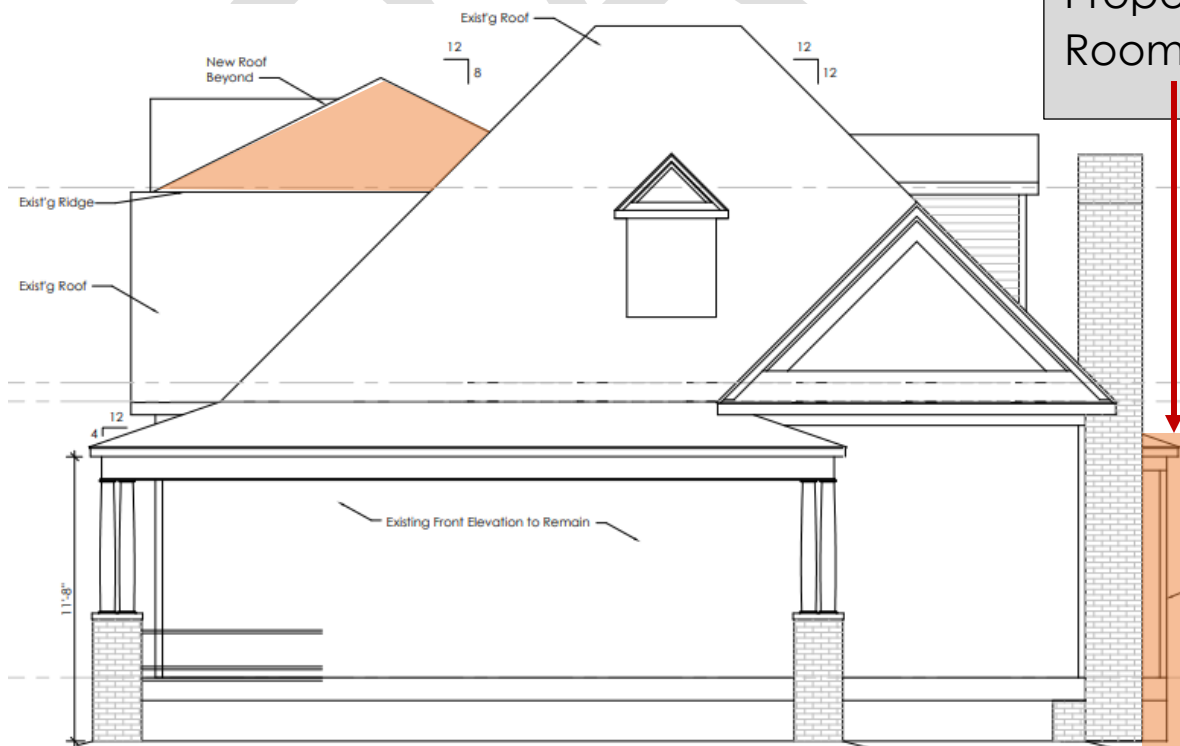 Exist'g Roof
Propo
Room
12
8
12
12
New Roof
Beyond
Exist'g Ridge
Exist'g Roof
12
4
Existing Front Elevation to Remain
11'-8"